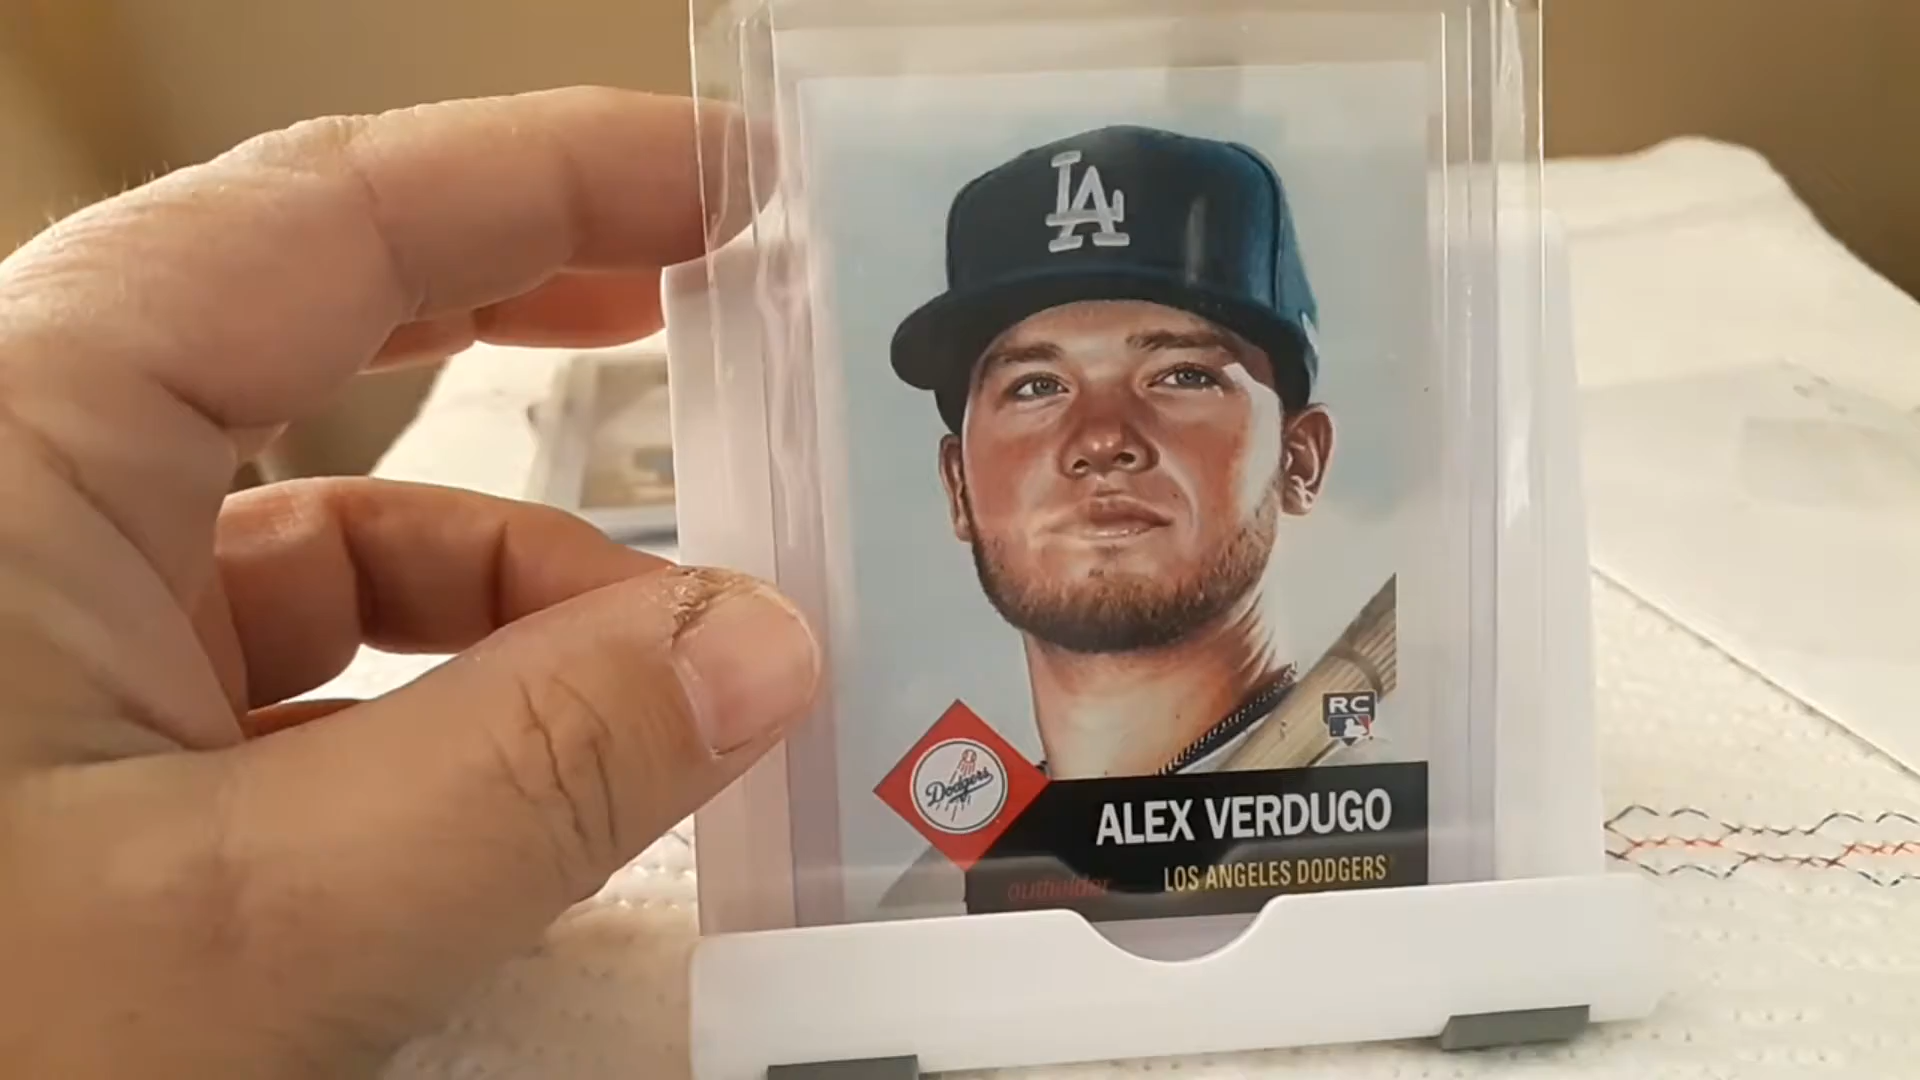 LA
Dodgers
RC
ALEX VERDUGO
outfielder LOS ANGELES DODGERS